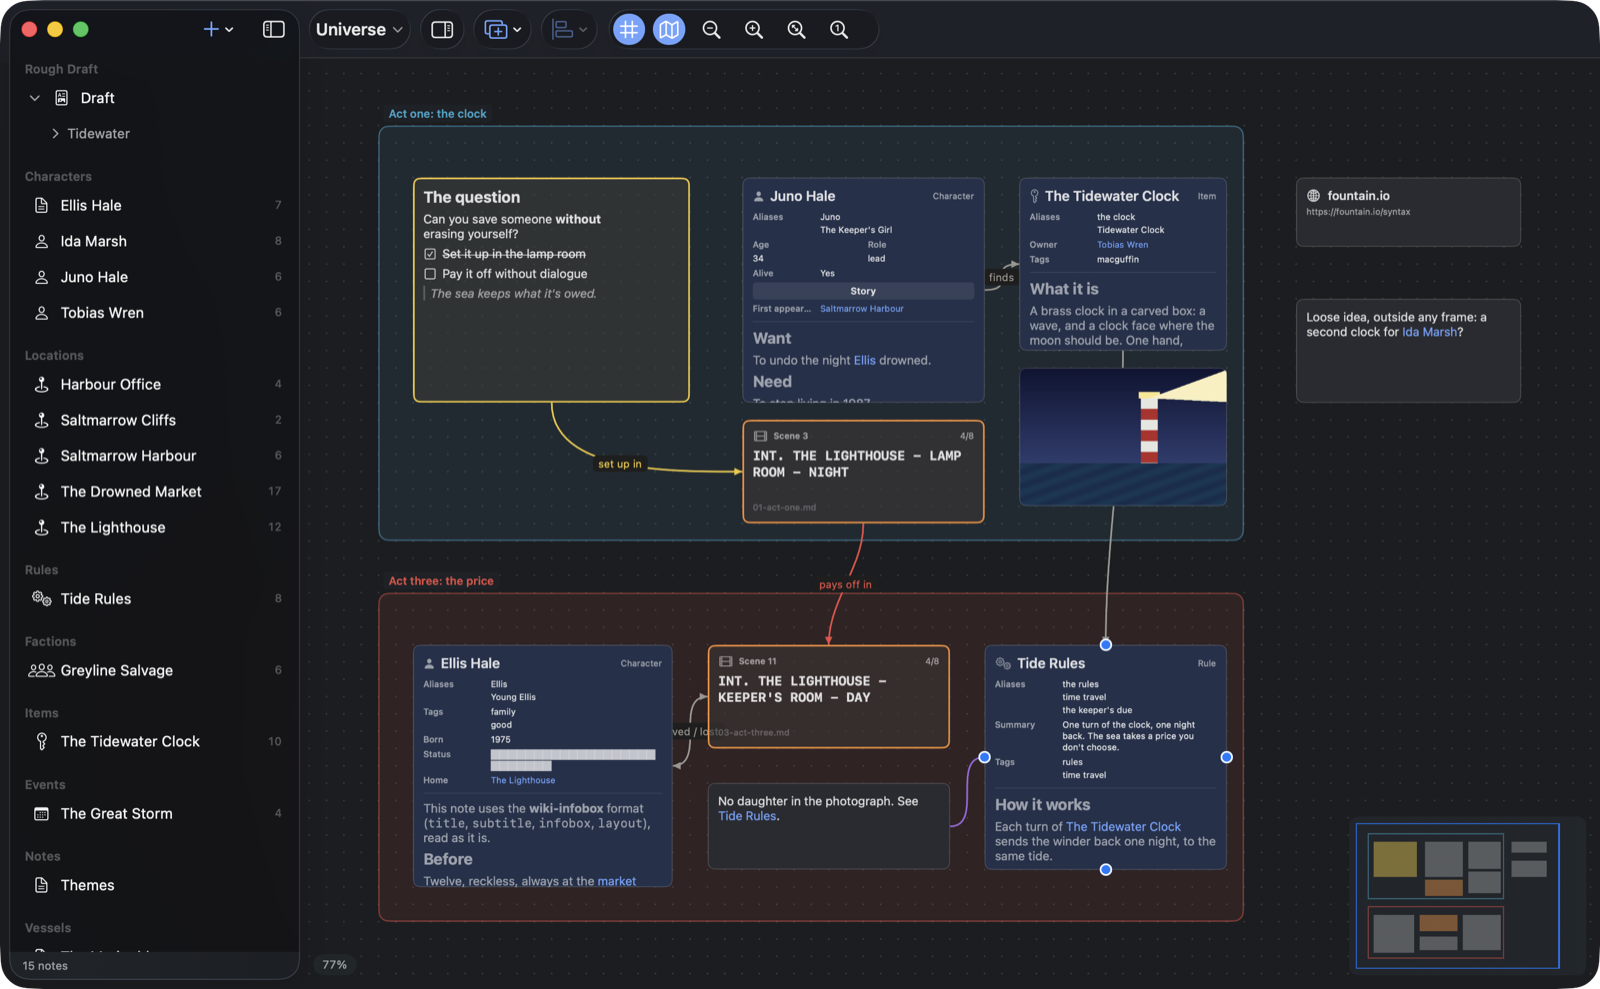 Universe
Rough Draft
Draft
Tidewater
Characters
Ellis Hale 7
Ida Marsh 8
Juno Hale 6
Tobias Wren 6
Locations
Harbour Office 4
Saltmarrow Cliffs 2
Saltmarrow Harbour 6
The Drowned Market 17
The Lighthouse 12
Rules
Tide Rules 8
Factions
Greyline Salvage 6
Items
The Tidewater Clock 10
Events
The Great Storm 4
Notes
Themes
Vessels
15 notes
77%
Act one: the clock
The question
Can you save someone without
erasing yourself?
Set it up in the lamp room
Pay it off without dialogue
The sea keeps what it's owed.
set up in
Juno Hale Character
Aliases Juno
The Keeper's Girl
Age Role
34 lead
Alive Yes
Story
First appear... Saltmarrow Harbour
Want
To undo the night Ellis drowned.
Need
finds
The Tidewater Clock Item
Aliases the clock
Tidewater Clock
Owner Tobias Wren
Tags macguffin
What it is
A brass clock in a carved box: a
wave, and a clock face where the
moon should be. One hand,
Scene 3 4/8
INT. THE LIGHTHOUSE – LAMP
ROOM – NIGHT
01-act-one.md
fountain.io
https://fountain.io/syntax
Loose idea, outside any frame: a
second clock for Ida Marsh?
pays off in
Act three: the price
Ellis Hale Character
Aliases Ellis
Young Ellis
Tags family
good
Born 1975
Status
Home The Lighthouse
This note uses the wiki-infobox format
(title, subtitle, infobox, layout),
read as it is.
Before
Twelve, reckless, always at the market
Scene 11 4/8
INT. THE LIGHTHOUSE –
KEEPER'S ROOM – DAY
03-act-three.md
No daughter in the photograph. See
Tide Rules.
Tide Rules Rule
Aliases the rules
time travel
the keeper's due
Summary One turn of the clock, one night
back. The sea takes a price you
don't choose.
Tags rules
time travel
How it works
Each turn of The Tidewater Clock
sends the winder back one night, to the
same tide.